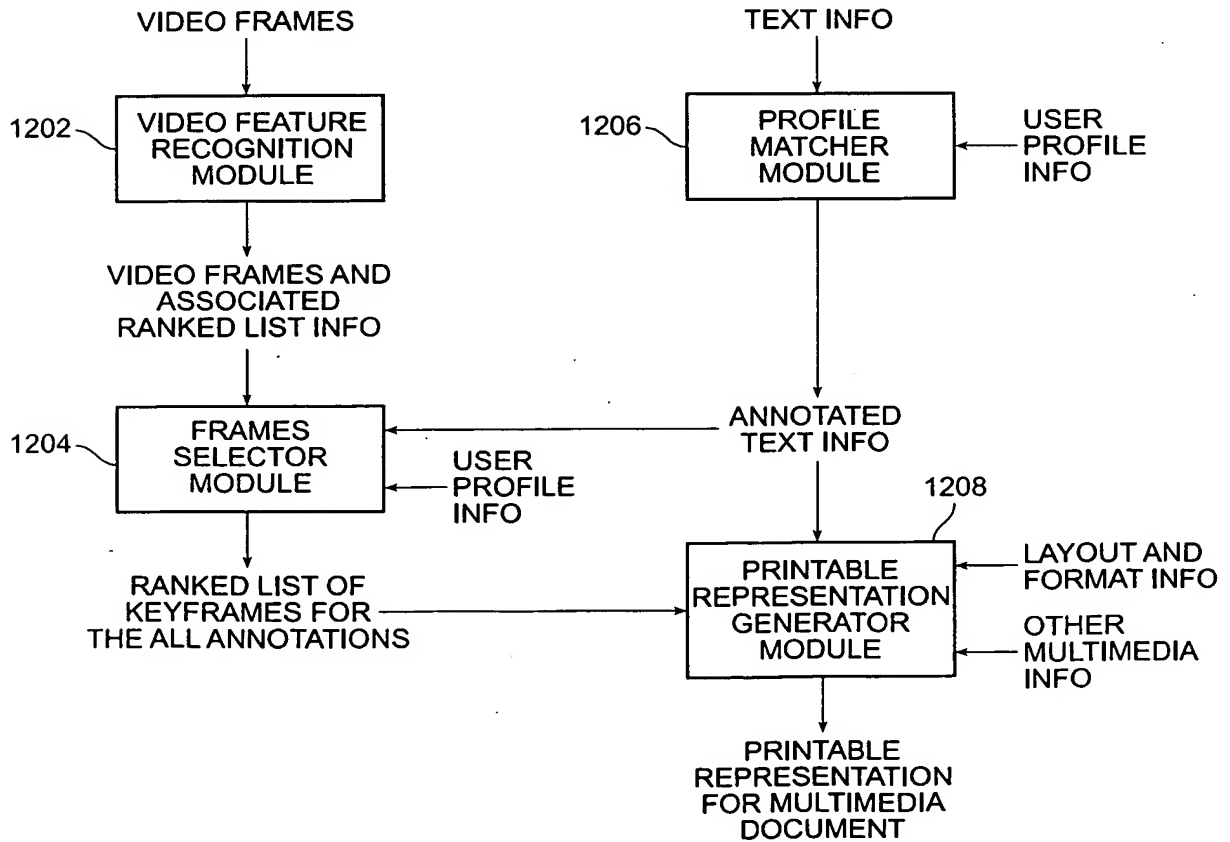 VIDEO FRAMES
1202
VIDEO FEATURE
RECOGNITION
MODULE
VIDEO FRAMES AND
ASSOCIATED
RANKED LIST INFO
1204
FRAMES
SELECTOR
MODULE
USER
PROFILE
INFO
RANKED LIST OF
KEYFRAMES FOR
THE ALL ANNOTATIONS
TEXT INFO
1206
PROFILE
MATCHER
MODULE
USER
PROFILE
INFO
ANNOTATED
TEXT INFO
1208
PRINTABLE
REPRESENTATION
GENERATOR
MODULE
LAYOUT AND
FORMAT INFO
OTHER
MULTIMEDIA
INFO
PRINTABLE
REPRESENTATION
FOR MULTIMEDIA
DOCUMENT